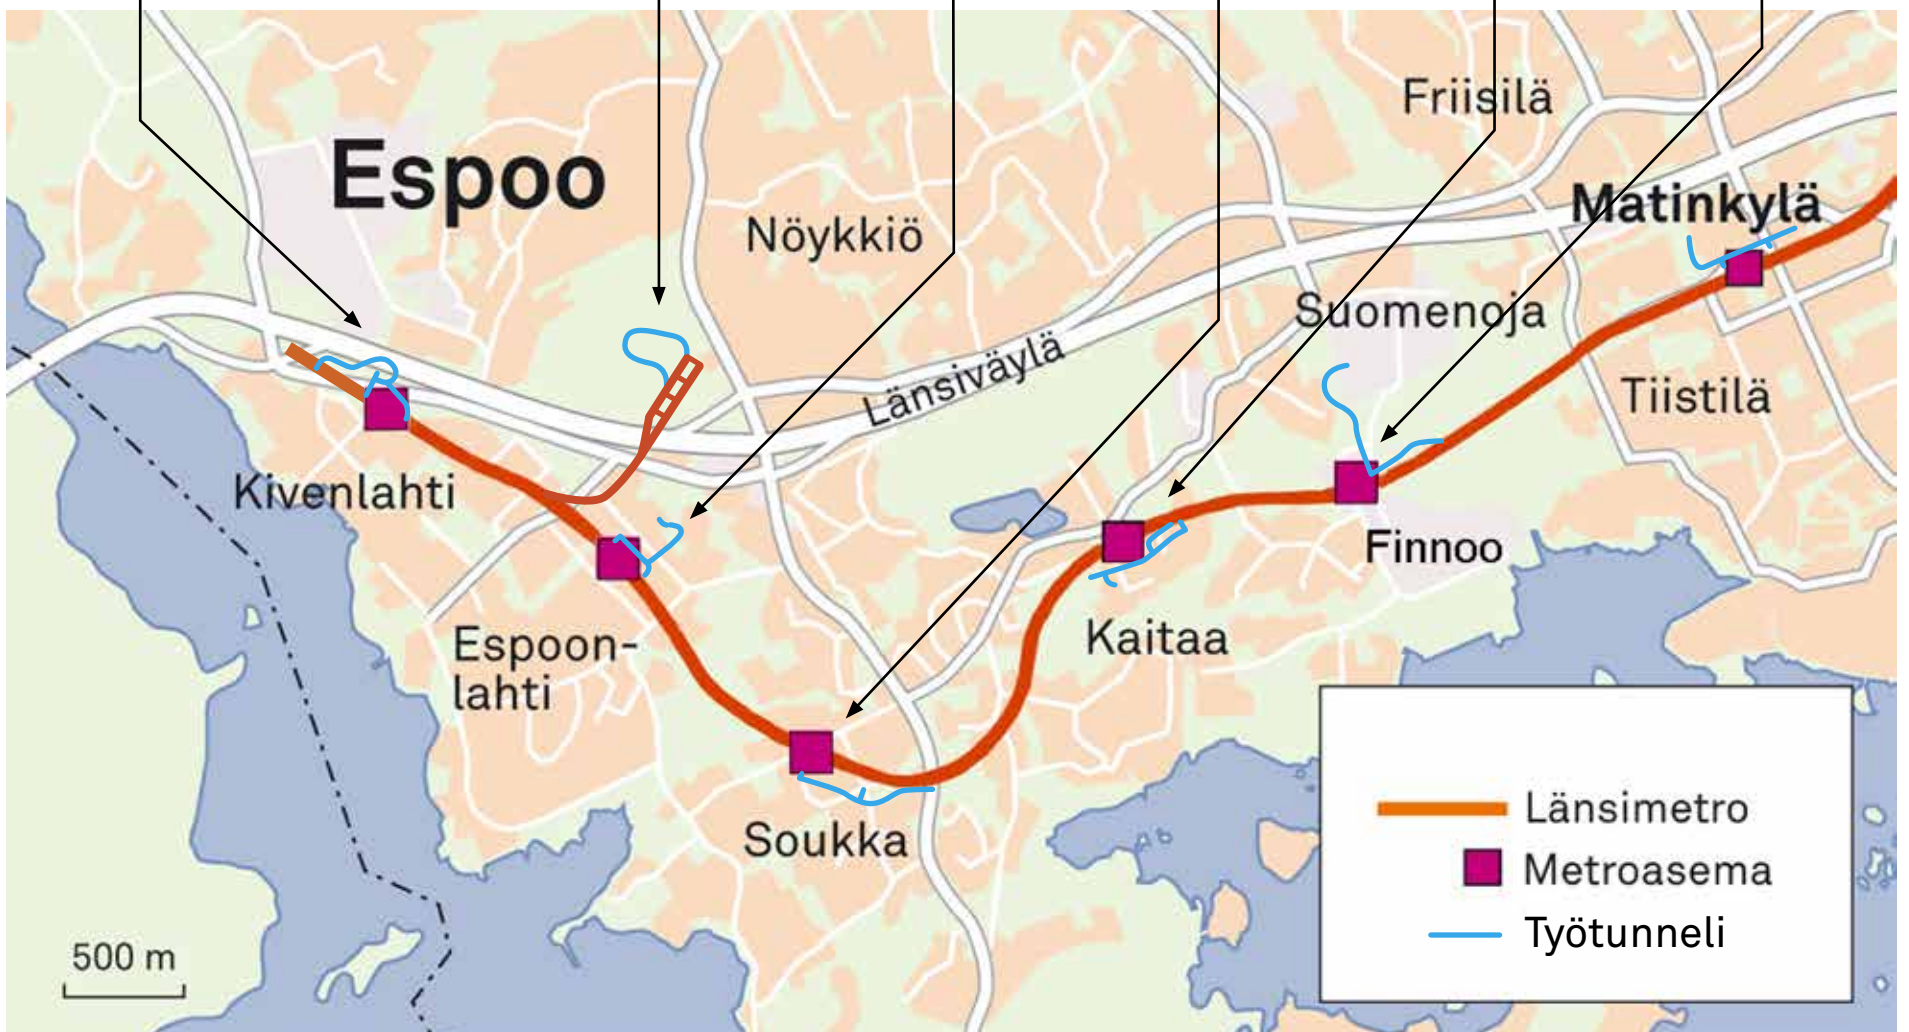 Friisilä
Espoo
Matinkylä
Nöykkiö
Suomenoja
Länsiväylä
Tiistilä
Kivenlahti
Finnoo
Espoon-
lahti
Kaitaa
Soukka
Länsimetro
Metroasema
Työtunneli
500 m